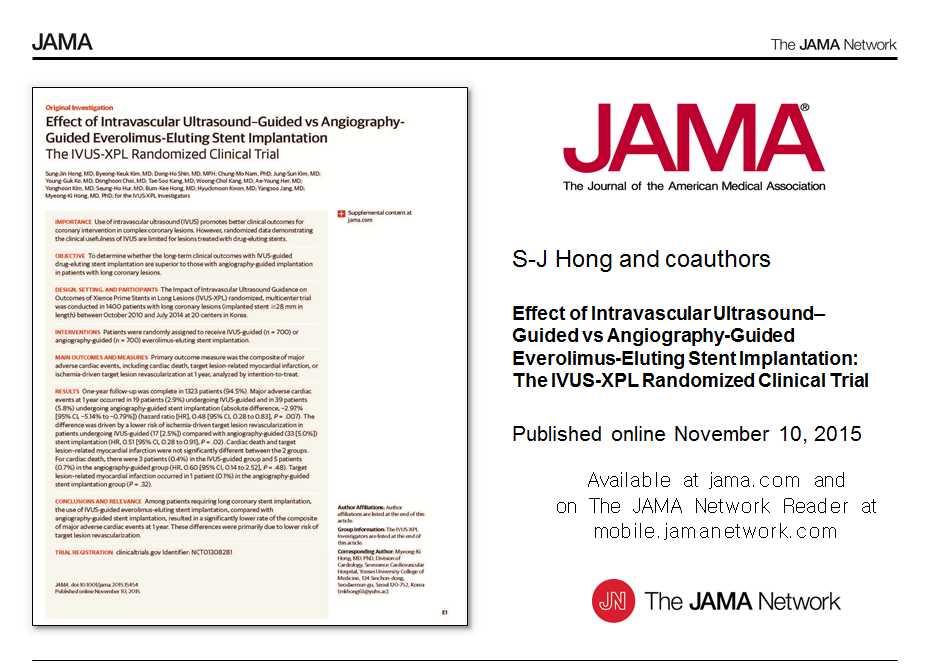 JAMA
The JAMA Network
Original Investigation
Effect of Intravascular Ultrasound–Guided vs Angiography-
Guided Everolimus-Eluting Stent Implantation
The IVUS-XPL Randomized Clinical Trial
Sung-Jin Hong, MD; Byeong-Keuk Kim, MD; Dong-Ho Shin, MD, MPH; Chung-Mo Nam, PhD; Jung-Sun Kim, MD;
Young-Guk Ko, MD; Donghoon Choi, MD; Tae-Soo Kang, MD; Woong-Chol Kang, MD; Ae-Young Her, MD;
Yonghoon Kim, MD; Seung-Ho Hur, MD; Bum-Kee Hong, MD; Hyuckmoon Kwon, MD; Yangsoo Jang, MD;
Myeong-Ki Hong, MD, PhD; for the IVUS-XPL Investigators
IMPORTANCE Use of intravascular ultrasound (IVUS) promotes better clinical outcomes for
coronary intervention in complex coronary lesions. However, randomized data demonstrating
the clinical usefulness of IVUS are limited for lesions treated with drug-eluting stents.
OBJECTIVE To determine whether the long-term clinical outcomes with IVUS-guided
drug-eluting stent implantation are superior to those with angiography-guided implantation
in patients with long coronary lesions.
DESIGN, SETTING, AND PARTICIPANTS The Impact of Intravascular Ultrasound Guidance on
Outcomes of Xience Prime Stents in Long Lesions (IVUS-XPL) randomized, multicenter trial
was conducted in 1400 patients with long coronary lesions (implanted stent ≥28 mm in
length) between October 2010 and July 2014 at 20 centers in Korea.
INTERVENTIONS Patients were randomly assigned to receive IVUS-guided (n = 700) or
angiography-guided (n = 700) everolimus-eluting stent implantation.
MAIN OUTCOMES AND MEASURES Primary outcome measure was the composite of major
adverse cardiac events, including cardiac death, target lesion–related myocardial infarction, or
ischemia-driven target lesion revascularization at 1 year, analyzed by intention-to-treat.
RESULTS One-year follow-up was complete in 1323 patients (94.5%). Major adverse cardiac
events at 1 year occurred in 19 patients (2.9%) undergoing IVUS-guided and in 39 patients
(5.8%) undergoing angiography-guided stent implantation (absolute difference, −2.97%
[95% CI, −5.14% to −0.79%]) (hazard ratio [HR], 0.48 [95% CI, 0.28 to 0.83], P = .007). The
difference was driven by a lower risk of ischemia-driven target lesion revascularization in
patients undergoing IVUS-guided (17 [2.5%]) compared with angiography-guided (33 [5.0%])
stent implantation (HR, 0.51 [95% CI, 0.28 to 0.91], P = .02). Cardiac death and target
lesion–related myocardial infarction were not significantly different between the 2 groups.
For cardiac death, there were 3 patients (0.4%) in the IVUS-guided group and 5 patients
(0.7%) in the angiography-guided group (HR, 0.60 [95% CI, 0.14 to 2.52], P = .48). Target
lesion–related myocardial infarction occurred in 1 patient (0.1%) in the angiography-guided
stent implantation group (P = .32).
CONCLUSIONS AND RELEVANCE Among patients requiring long coronary stent implantation,
the use of IVUS-guided everolimus-eluting stent implantation, compared with
angiography-guided stent implantation, resulted in a significantly lower rate of the composite
of major adverse cardiac events at 1 year. These differences were primarily due to lower risk of
target lesion revascularization.
TRIAL REGISTRATION clinicaltrials.gov Identifier: NCT01308281
JAMA. doi:10.1001/jama.2015.15454
Published online November 10, 2015.
Supplemental content at
jama.com
Author Affiliations: Author
affiliations are listed at the end of this
article.
Group Information: The IVUS-XPL
Investigators are listed at the end of
this article.
Corresponding Author: Myeong-Ki
Hong, MD, PhD, Division of
Cardiology, Severance Cardiovascular
Hospital, Yonsei University College of
Medicine, 134 Sinchon-dong,
Seodaemun-gu, Seoul 120-752, Korea
(mkhong61@yuhs.ac).
E1
JAMA®
The Journal of the American Medical Association
S-J Hong and coauthors
Effect of Intravascular Ultrasound–
Guided vs Angiography-Guided
Everolimus-Eluting Stent Implantation:
The IVUS-XPL Randomized Clinical Trial
Published online November 10, 2015
Available at jama.com and
on The JAMA Network Reader at
mobile.jamanetwork.com
JN The JAMA Network